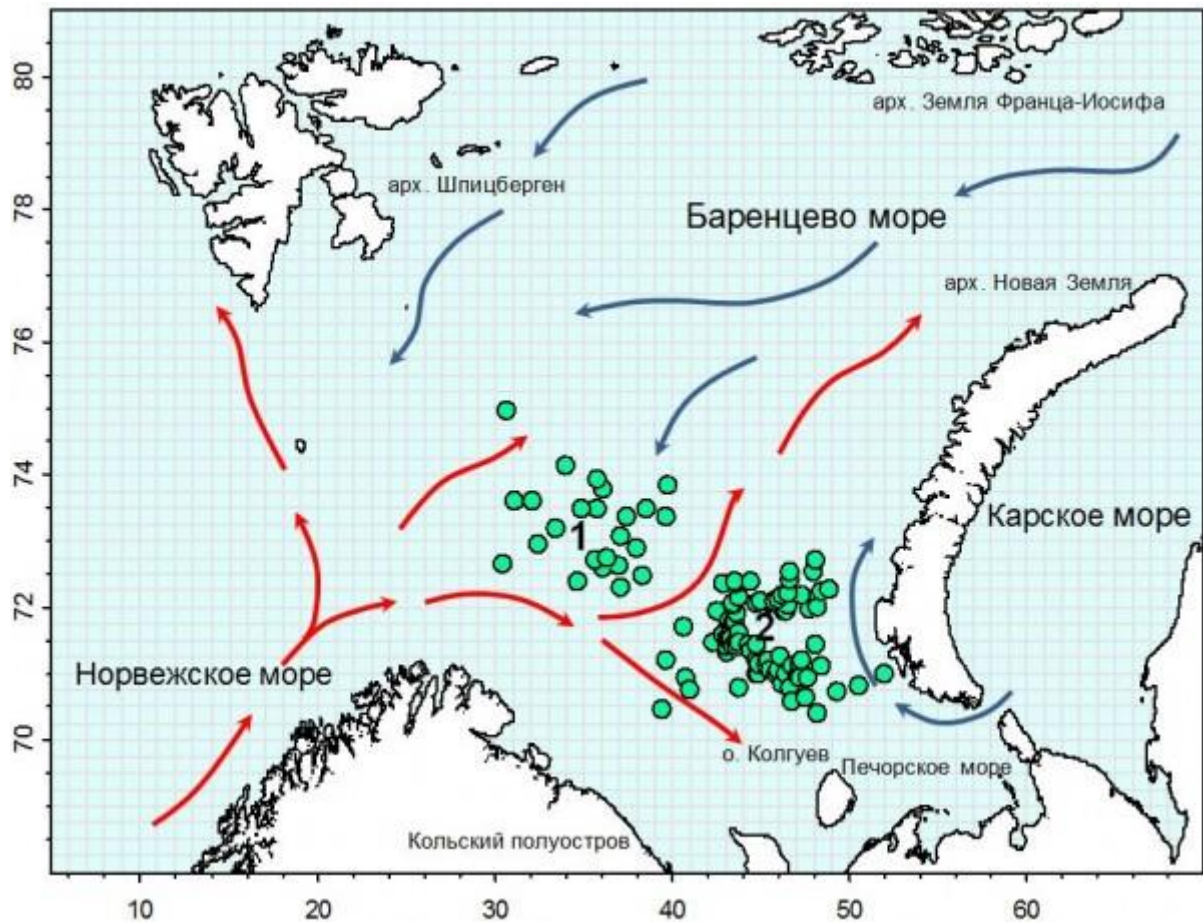 80
арх. Земля Франца-Иосифа
арх. Шпицберген
78
Баренцево море
арх. Новая Земля
76
74
1
Карское море
72
2
Норвежское море
70
о. Колгуев
Печорское море
Кольский полуостров
10 20 30 40 50 60